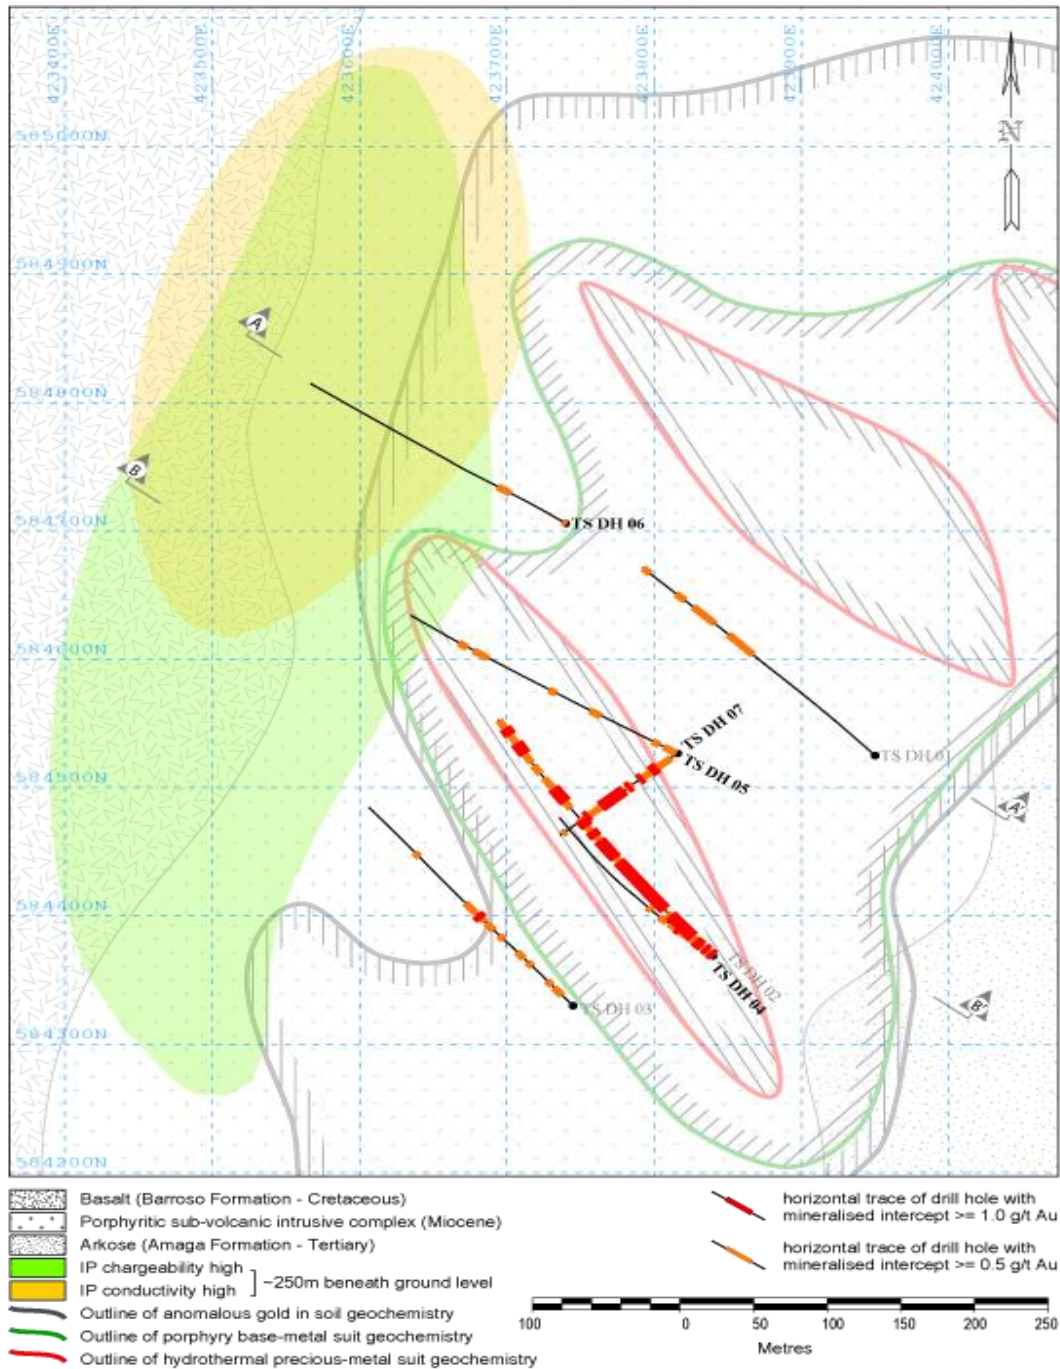 423400E
423500E
423600E
423700E
423800E
423900E
424000E
N
585000N
584900N
A
584800N
B
584700N
TS DH 06
584600N
TS DH 07
TS DH 01
TS DH 05
584500N
A'
584400N
TS DH 02
TS DH 04
TS DH 03
B'
584300N
584200N
Basalt (Barroso Formation - Cretaceous)
Porphyritic sub-volcanic intrusive complex (Miocene)
Arkose (Amaga Formation - Tertiary)
IP chargeability high
IP conductivity high
~250m beneath ground level
Outline of anomalous gold in soil geochemistry
Outline of porphyry base-metal suit geochemistry
Outline of hydrothermal precious-metal suit geochemistry
horizontal trace of drill hole with
mineralised intercept >= 1.0 g/t Au
horizontal trace of drill hole with
mineralised intercept >= 0.5 g/t Au
100 0 50 100 150 200 250
Metres